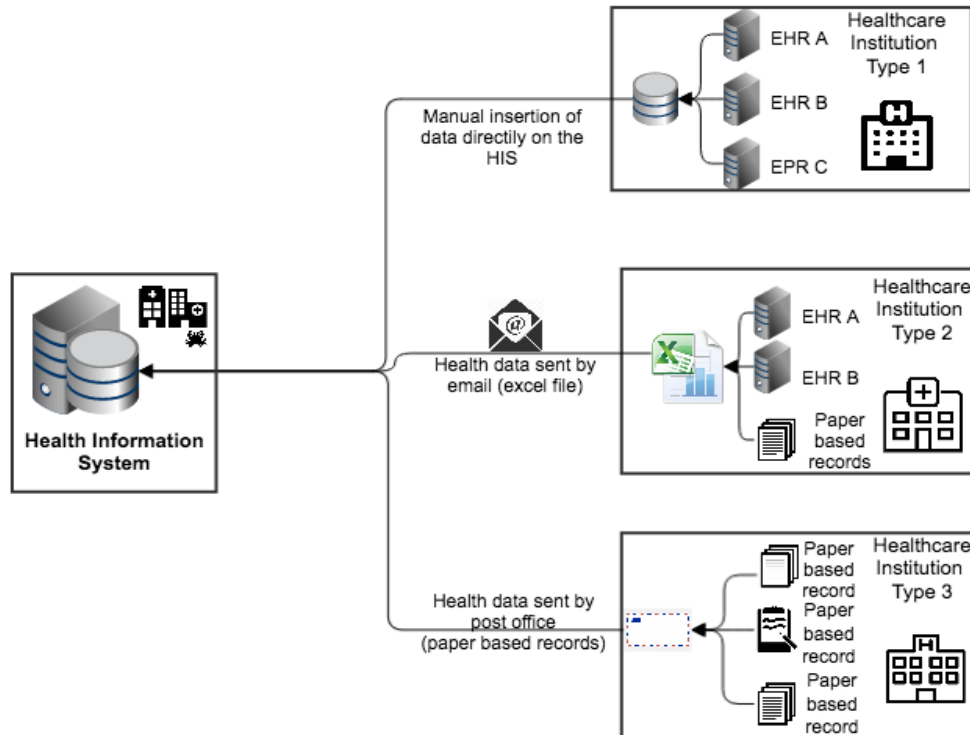 Healthcare
Institution
Type 1
EHR A
EHR B
EPR C
Manual insertion of
data directily on the
HIS
Healthcare
Institution
Type 2
EHR A
EHR B
Paper
based
records
Health data sent by
email (excel file)
Health Information
System
Healthcare
Institution
Type 3
Paper
based
record
Paper
based
record
Paper
based
record
Health data sent by
post office
(paper based records)